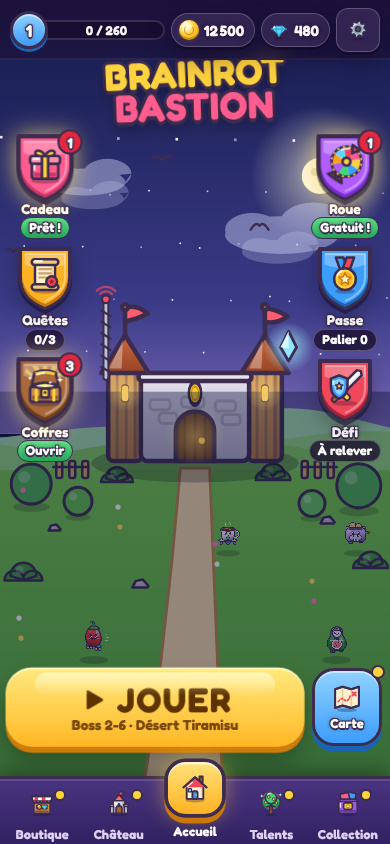 1
0 / 260
12 500
480
BRAINROT
BASTION
1
Cadeau
Prêt !
1
Roue
Gratuit !
Quêtes
0/3
Passe
Palier 0
3
Coffres
Ouvrir
Défi
À relever
JOUER
Boss 2-6 · Désert Tiramisu
Carte
Boutique
Château
Accueil
Talents
Collection